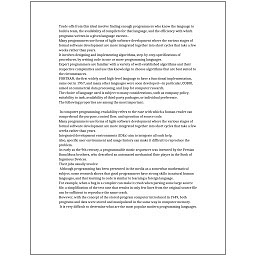 Trade-offs from this ideal involve finding enough programmers who know the language to
build a team, the availability of compilers for that language, and the efficiency with which
programs written in a given language execute.
Many programmers use forms of Agile software development where the various stages of
formal software development are more integrated together into short cycles that take a few
weeks rather than years.
It involves designing and implementing algorithms, step-by-step specifications of
procedures, by writing code in one or more programming languages.
Expert programmers are familiar with a variety of well-established algorithms and their
respective complexities and use this knowledge to choose algorithms that are best suited to
the circumstances.
FORTRAN, the first widely used high-level language to have a functional implementation,
came out in 1957, and many other languages were soon developed—in particular, COBOL
aimed at commercial data processing, and Lisp for computer research.
The choice of language used is subject to many considerations, such as company policy,
suitability to task, availability of third-party packages, or individual preference.
The following properties are among the most important:
In computer programming, readability refers to the ease with which a human reader can
comprehend the purpose, control flow, and operation of source code.
Many programmers use forms of Agile software development where the various stages of
formal software development are more integrated together into short cycles that take a few
weeks rather than years.
Integrated development environments (IDEs) aim to integrate all such help.
Also, specific user environment and usage history can make it difficult to reproduce the
problem.
As early as the 9th century, a programmable music sequencer was invented by the Persian
Banu Musa brothers, who described an automated mechanical flute player in the Book of
Ingenious Devices.
Their jobs usually involve:
Although programming has been presented in the media as a somewhat mathematical
subject, some research shows that good programmers have strong skills in natural human
languages, and that learning to code is similar to learning a foreign language.
For example, when a bug in a compiler can make it crash when parsing some large source
file, a simplification of the test case that results in only few lines from the original source file
can be sufficient to reproduce the same crash.
However, with the concept of the stored-program computer introduced in 1949, both
programs and data were stored and manipulated in the same way in computer memory.
It is very difficult to determine what are the most popular modern programming languages.